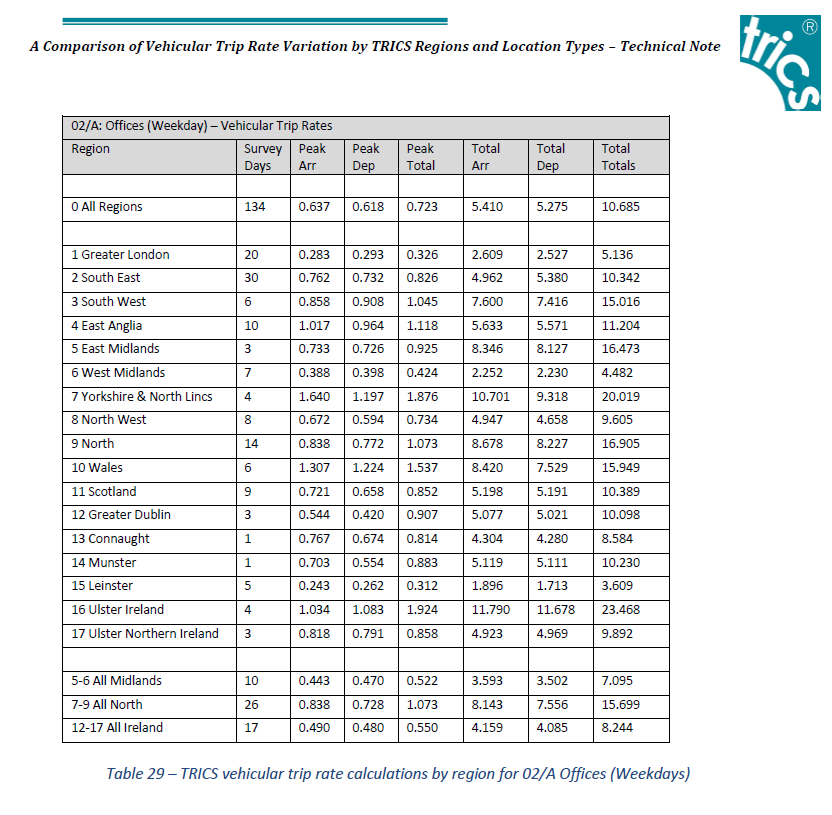 A Comparison of Vehicular Trip Rate Variation by TRICS Regions and Location Types – Technical Note
trics®
02/A: Offices (Weekday) – Vehicular Trip Rates
Region Survey Days Peak Arr Peak Dep Peak Total Total Arr Total Dep Total Totals
0 All Regions 134 0.637 0.618 0.723 5.410 5.275 10.685
1 Greater London 20 0.283 0.293 0.326 2.609 2.527 5.136
2 South East 30 0.762 0.732 0.826 4.962 5.380 10.342
3 South West 6 0.858 0.908 1.045 7.600 7.416 15.016
4 East Anglia 10 1.017 0.964 1.118 5.633 5.571 11.204
5 East Midlands 3 0.733 0.726 0.925 8.346 8.127 16.473
6 West Midlands 7 0.388 0.398 0.424 2.252 2.230 4.482
7 Yorkshire & North Lincs 4 1.640 1.197 1.876 10.701 9.318 20.019
8 North West 8 0.672 0.594 0.734 4.947 4.658 9.605
9 North 14 0.838 0.772 1.073 8.678 8.227 16.905
10 Wales 6 1.307 1.224 1.537 8.420 7.529 15.949
11 Scotland 9 0.721 0.658 0.852 5.198 5.191 10.389
12 Greater Dublin 3 0.544 0.420 0.907 5.077 5.021 10.098
13 Connaught 1 0.767 0.674 0.814 4.304 4.280 8.584
14 Munster 1 0.703 0.554 0.883 5.119 5.111 10.230
15 Leinster 5 0.243 0.262 0.312 1.896 1.713 3.609
16 Ulster Ireland 4 1.034 1.083 1.924 11.790 11.678 23.468
17 Ulster Northern Ireland 3 0.818 0.791 0.858 4.923 4.969 9.892
5-6 All Midlands 10 0.443 0.470 0.522 3.593 3.502 7.095
7-9 All North 26 0.838 0.728 1.073 8.143 7.556 15.699
12-17 All Ireland 17 0.490 0.480 0.550 4.159 4.085 8.244
Table 29 – TRICS vehicular trip rate calculations by region for 02/A Offices (Weekdays)